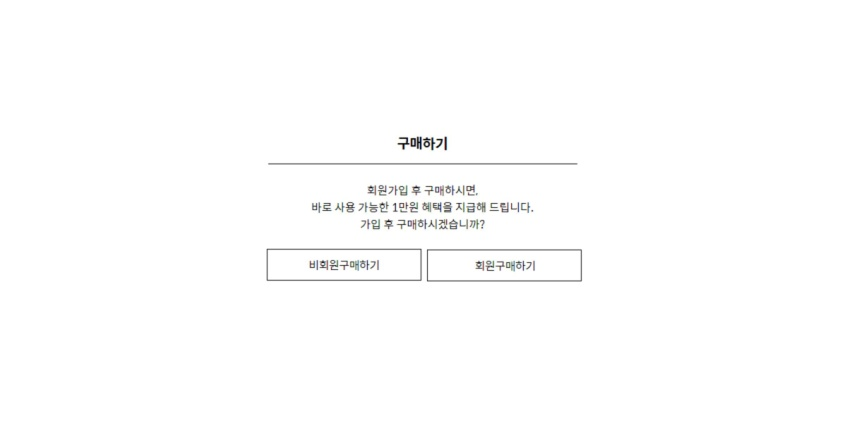 구매하기
회원가입 후 구매하시면,
바로 사용 가능한 1만원 혜택을 지급해 드립니다.
가입 후 구매하시겠습니까?
비회원구매하기
회원구매하기